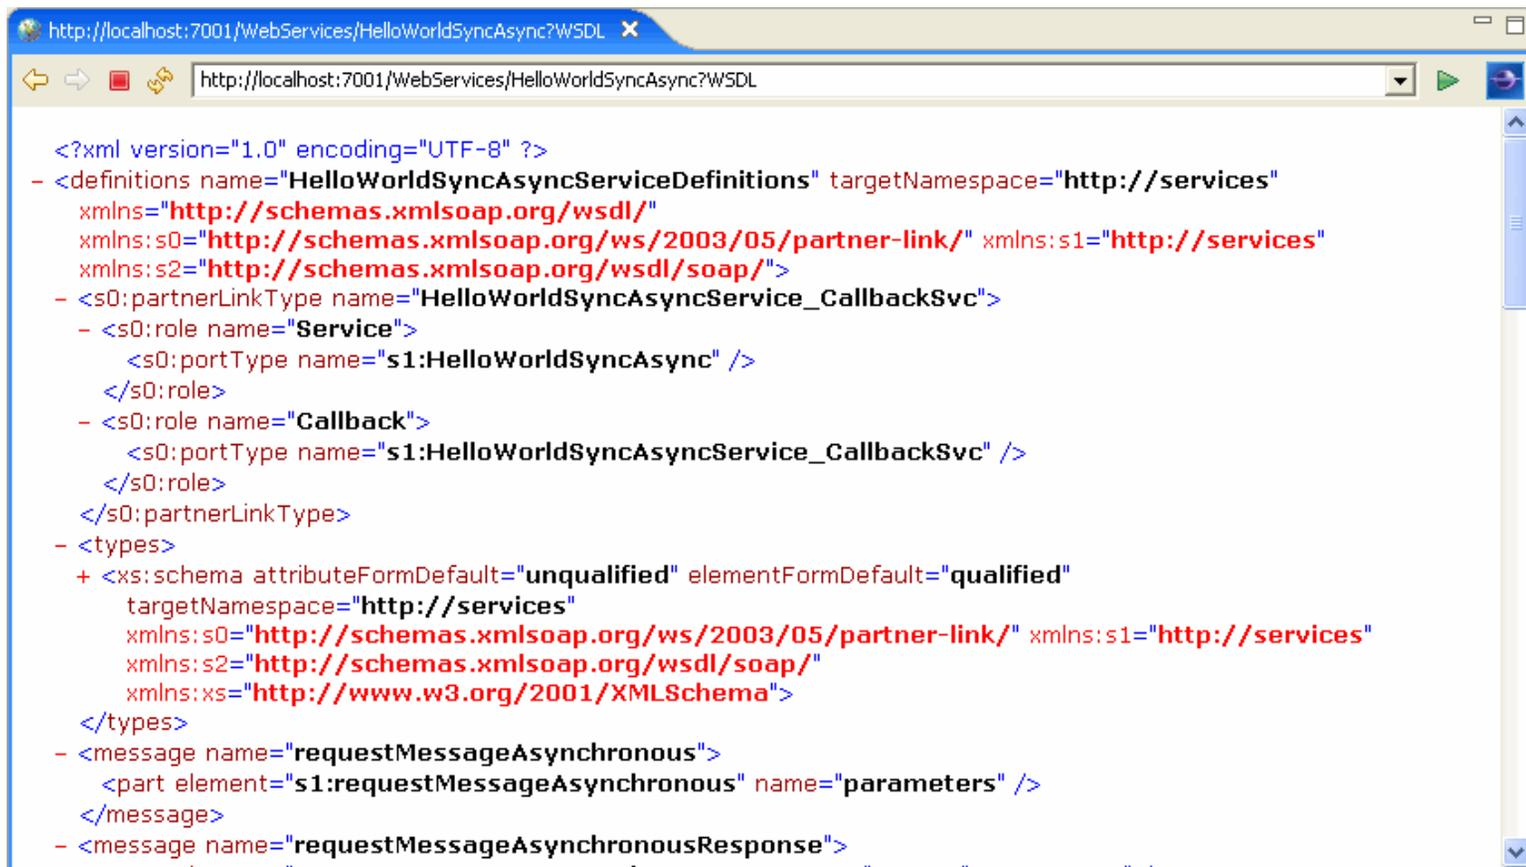 http://localhost:7001/WebServices/HelloWorldSyncAsync?WSDL
http://localhost:7001/WebServices/HelloWorldSyncAsync?WSDL
<?xml version="1.0" encoding="UTF-8" ?>
- <definitions name="HelloWorldSyncAsyncServiceDefinitions" targetNamespace="http://services"
xmlns="http://schemas.xmlsoap.org/wsdl/"
xmlns:s0="http://schemas.xmlsoap.org/ws/2003/05/partner-link/" xmlns:s1="http://services"
xmlns:s2="http://schemas.xmlsoap.org/wsdl/soap/">
- <s0:partnerLinkType name="HelloWorldSyncAsyncService_CallbackSvc">
- <s0:role name="Service">
<s0:portType name="s1:HelloWorldSyncAsync" />
</s0:role>
- <s0:role name="Callback">
<s0:portType name="s1:HelloWorldSyncAsyncService_CallbackSvc" />
</s0:role>
</s0:partnerLinkType>
- <types>
+ <xs:schema attributeFormDefault="unqualified" elementFormDefault="qualified"
targetNamespace="http://services"
xmlns:s0="http://schemas.xmlsoap.org/ws/2003/05/partner-link/" xmlns:s1="http://services"
xmlns:s2="http://schemas.xmlsoap.org/wsdl/soap/"
xmlns:xs="http://www.w3.org/2001/XMLSchema">
</types>
- <message name="requestMessageAsynchronous">
<part element="s1:requestMessageAsynchronous" name="parameters" />
</message>
- <message name="requestMessageAsynchronousResponse">